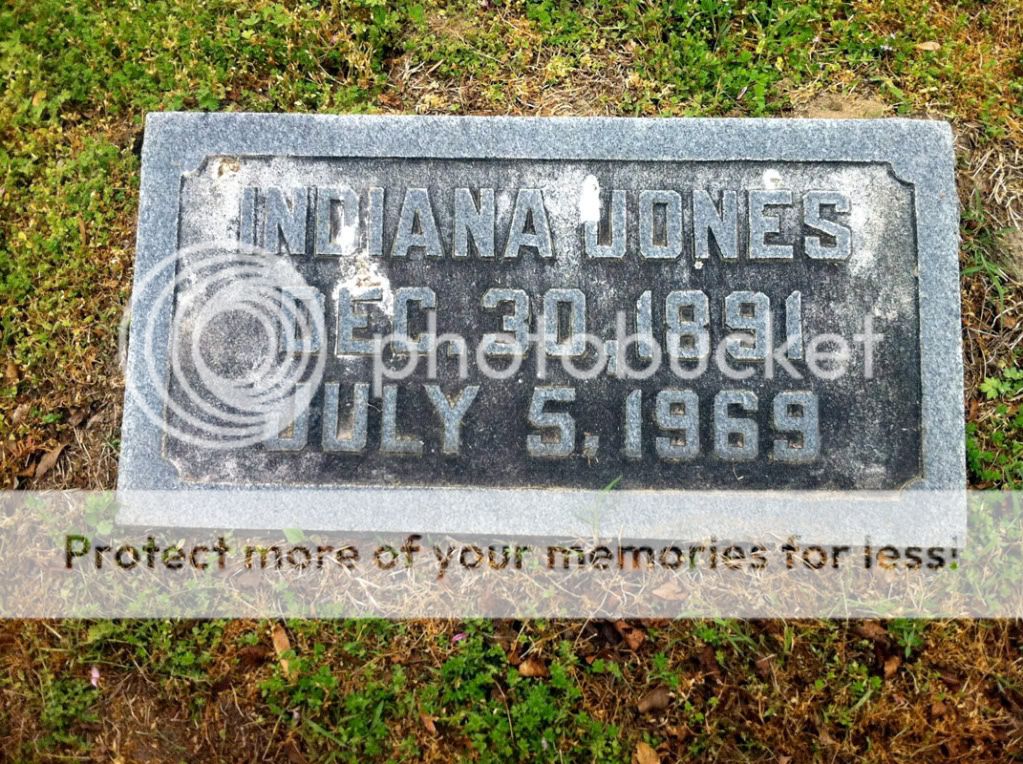 INDIANA JONES
DEC. 30, 1891
JULY 5, 1969
photobucket
Protect more of your memories for less!